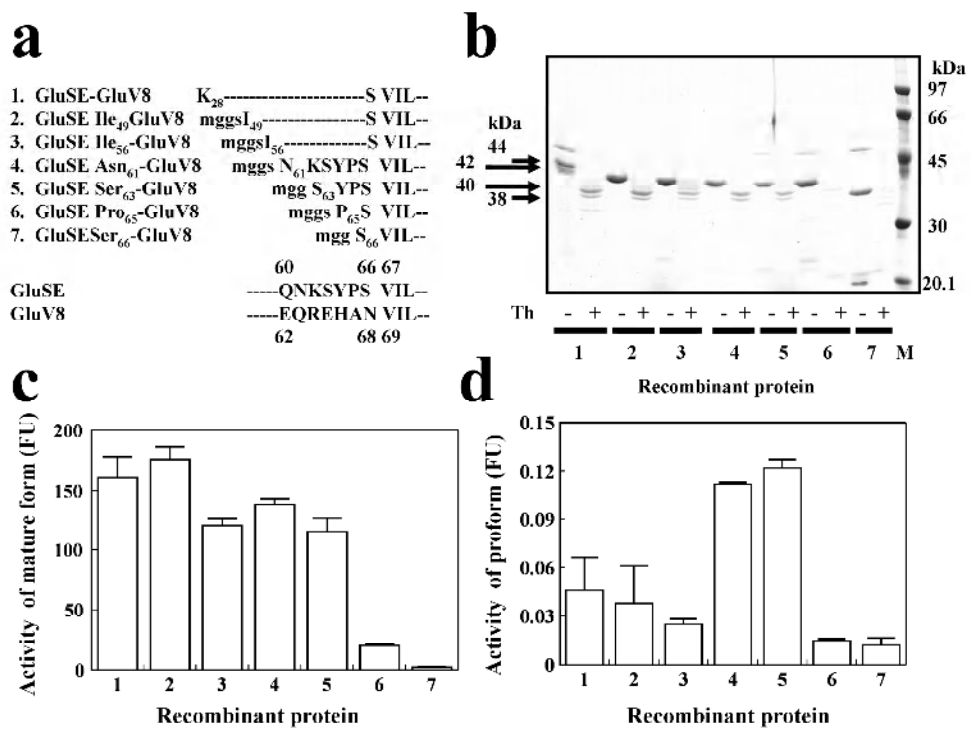 a
1. GluSE-GluV8 K28----------------------S VIL--
2. GluSE Ile49GluV8 mggsI49----------------S VIL--
3. GluSE Ile56-GluV8 mggsI56--------------S VIL--
4. GluSE Asn61-GluV8 mggs N61KSYPS VIL--
5. GluSE Ser63-GluV8 mgg S63YPS VIL--
6. GluSE Pro65-GluV8 mggs P65S VIL--
7. GluSESer66-GluV8 mgg S66VIL--
60 66 67
GluSE -----QNKSYPS VIL--
GluV8 ----EQREHAN VIL--
62 68 69
b
kDa
44
42
40
38
kDa
97
66
45
30
20.1
Th - + - + - + - + - + - + - +
1 2 3 4 5 6 7 M
Recombinant protein
c
Activity of mature form (FU)
200
150
100
50
0
1 2 3 4 5 6 7
Recombinant protein
d
Activity of proform (FU)
0.15
0.12
0.09
0.06
0.03
0
1 2 3 4 5 6 7
Recombinant protein